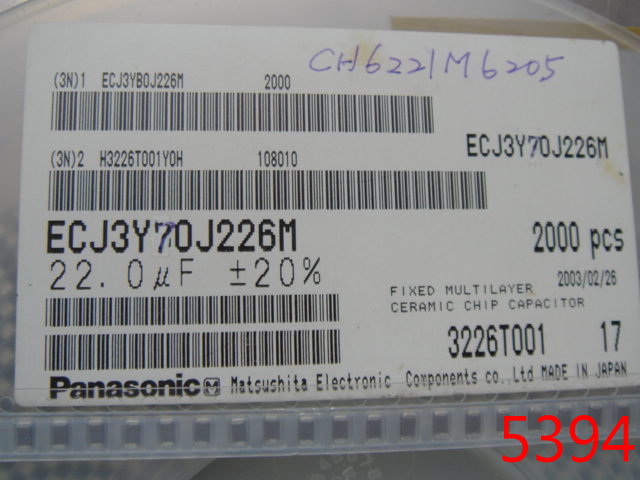 CH6221M6205
(3N)1 ECJ3YB0J226M 2000
ECJ3Y70J226M
(3N)2 H3226T001Y0H 108010
ECJ3Y70J226M 2000 pcs
22.0μF ±20% 2003/02/26
FIXED MULTILAYER
CERAMIC CHIP CAPACITOR
3226T001 17
Panasonic M Matsushita Electronic Components co.,Ltd MADE IN JAPAN
5394